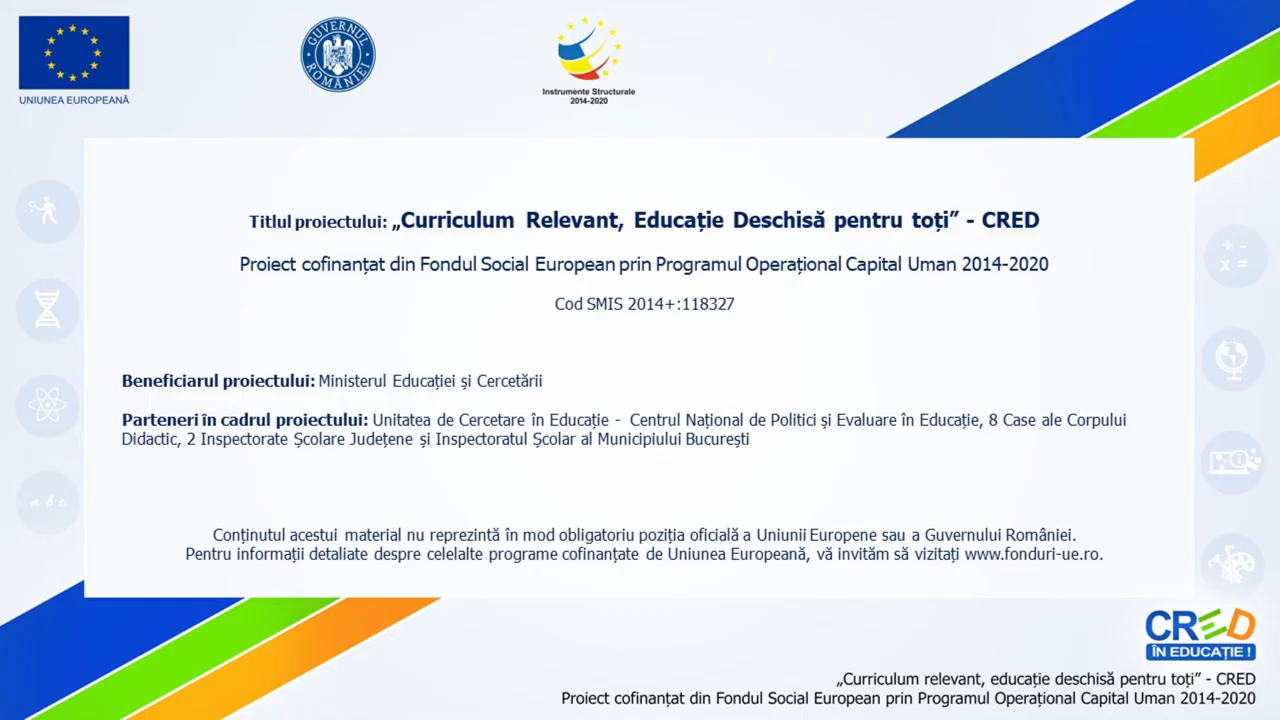 UNIUNEA EUROPEANĂ
GUVERNUL ROMÂNIEI
Instrumente Structurale
2014-2020
Titlul proiectului: „Curriculum Relevant, Educație Deschisă pentru toți” - CRED
Proiect cofinanțat din Fondul Social European prin Programul Operațional Capital Uman 2014-2020
Cod SMIS 2014+:118327
+ -
x =
Beneficiarul proiectului: Ministerul Educației și Cercetării
Parteneri în cadrul proiectului: Unitatea de Cercetare în Educație - Centrul Național de Politici și Evaluare în Educație, 8 Case ale Corpului
Didactic, 2 Inspectorate Școlare Județene și Inspectoratul Școlar al Municipiului București
a b c
Conținutul acestui material nu reprezintă în mod obligatoriu poziția oficială a Uniunii Europene sau a Guvernului României.
Pentru informații detaliate despre celelalte programe cofinanțate de Uniunea Europeană, vă invităm să vizitați www.fonduri-ue.ro.
CRED
ÎN EDUCAȚIE !
„Curriculum relevant, educație deschisă pentru toți” - CRED
Proiect cofinanțat din Fondul Social European prin Programul Operațional Capital Uman 2014-2020